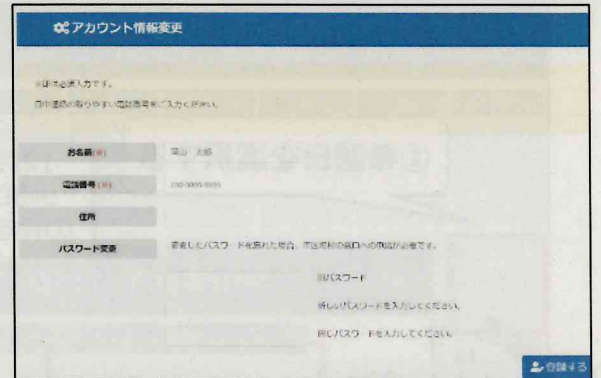 アカウント情報変更
※印は必須入力です。
日中連絡の取りやすい電話番号をご入力ください。
お名前(※)
電話番号(※)
住所
パスワード変更
変更したパスワードを忘れた場合、市区町村の窓口への申請が必要です。
旧パスワード
新しいパスワードを入力してください。
同じパスワードを入力してください。
登録する